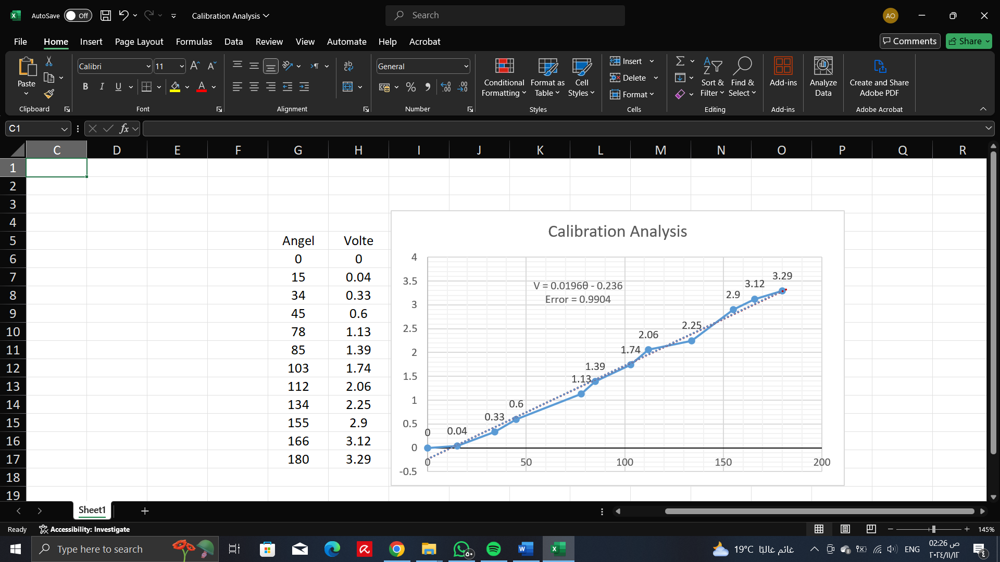 AutoSave Off Calibration Analysis Search AO
File Home Insert Page Layout Formulas Data Review View Automate Help Acrobat Comments Share
Paste
Clipboard
Calibri 11
B I U A
Font
Alignment
General
% .00
Number
Conditional Formatting
Format as Table
Cell Styles
Styles
Insert
Delete
Format
Cells
Sort & Filter
Find & Select
Editing
Add-ins
Add-ins
Analyze Data
Create and Share Adobe PDF
Adobe Acrobat
C1 fx
C D E F G H I J K L M N O P Q R
1
2
3
4
5 Angel Volte
6 0 0
7 15 0.04
8 34 0.33
9 45 0.6
10 78 1.13
11 85 1.39
12 103 1.74
13 112 2.06
14 134 2.25
15 155 2.9
16 166 3.12
17 180 3.29
18
19
Calibration Analysis
V = 0.0196θ - 0.236
Error = 0.9904
4
3.5
3
2.5
2
1.5
1
0.5
0
-0.5
0 50 100 150 200
0
0.04
0.33
0.6
1.13
1.39
1.74
2.06
2.25
2.9
3.12
3.29
Sheet1
Ready Accessibility: Investigate 145%
Type here to search
19°C غائم غالبًا ENG
02:26 ص
٢٠٢٤/١١/١٢
٤